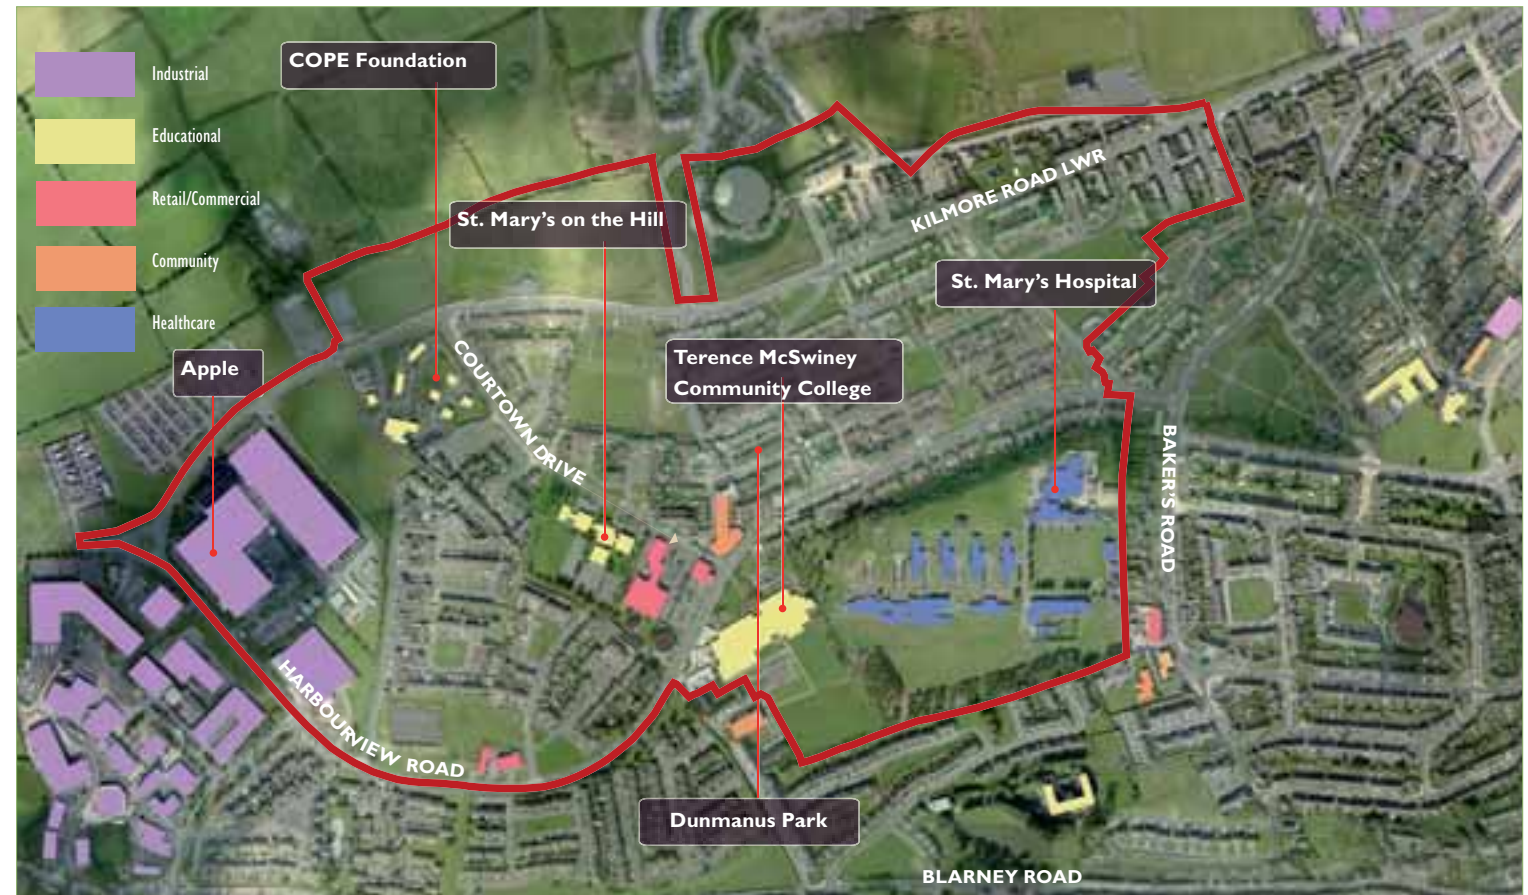 COPE Foundation
Industrial
Educational
Retail/Commercial
Community
Healthcare
St. Mary's on the Hill
KILMORE ROAD LWR
St. Mary's Hospital
Apple
Terence McSwiney
Community College
COURTOWN DRIVE
BAKER'S ROAD
HARBOURVIEW ROAD
Dunmanus Park
BLARNEY ROAD